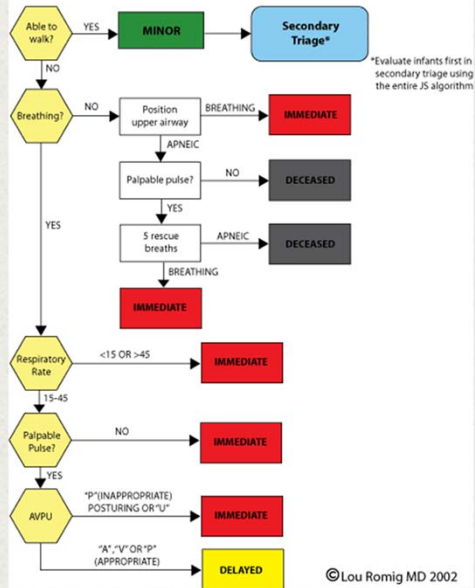 Able to
walk?
YES
MINOR
Secondary
Triage*
*Evaluate infants first in
secondary triage using
the entire JS algorithm
NO
Breathing?
NO
Position
upper airway
BREATHING
IMMEDIATE
APNEIC
Palpable pulse?
NO
DECEASED
YES
YES
5 rescue
breaths
APNEIC
DECEASED
BREATHING
IMMEDIATE
Respiratory
Rate
<15 OR >45
IMMEDIATE
15-45
Palpable
Pulse?
NO
IMMEDIATE
YES
AVPU
"P"(INAPPROPRIATE)
POSTURING OR "U"
IMMEDIATE
"A", "V" OR "P"
(APPROPRIATE)
DELAYED
©Lou Romig MD 2002